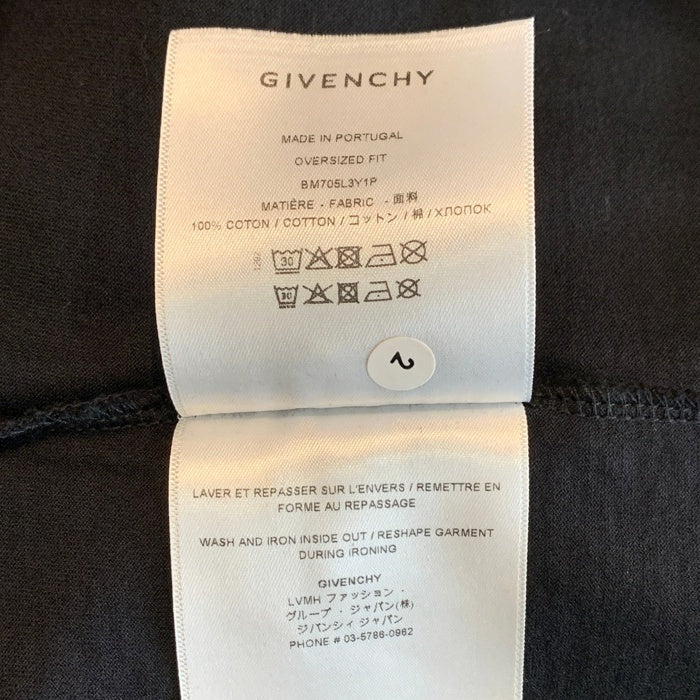 GIVENCHY
MADE IN PORTUGAL
OVERSIZED FIT
BM705L3Y1P
MATIÈRE - FABRIC - 面料
100% COTON / COTTON / コットン / 棉 / ХЛОПОК
30
30
2
LAVER ET REPASSER SUR L'ENVERS / REMETTRE EN
FORME AU REPASSAGE
WASH AND IRON INSIDE OUT / RESHAPE GARMENT
DURING IRONING
GIVENCHY
LVMH ファッション ・
グループ ・ ジャパン(株)
ジバンシィ ジャパン
PHONE # 03-5786-0962